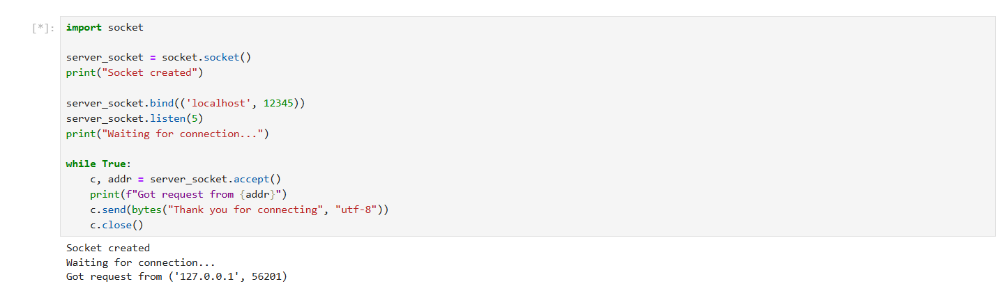 [*]:
import socket
server_socket = socket.socket()
print("Socket created")
server_socket.bind(('localhost', 12345))
server_socket.listen(5)
print("Waiting for connection...")
while True:
    c, addr = server_socket.accept()
    print(f"Got request from {addr}")
    c.send(bytes("Thank you for connecting", "utf-8"))
    c.close()
Socket created
Waiting for connection...
Got request from ('127.0.0.1', 56201)